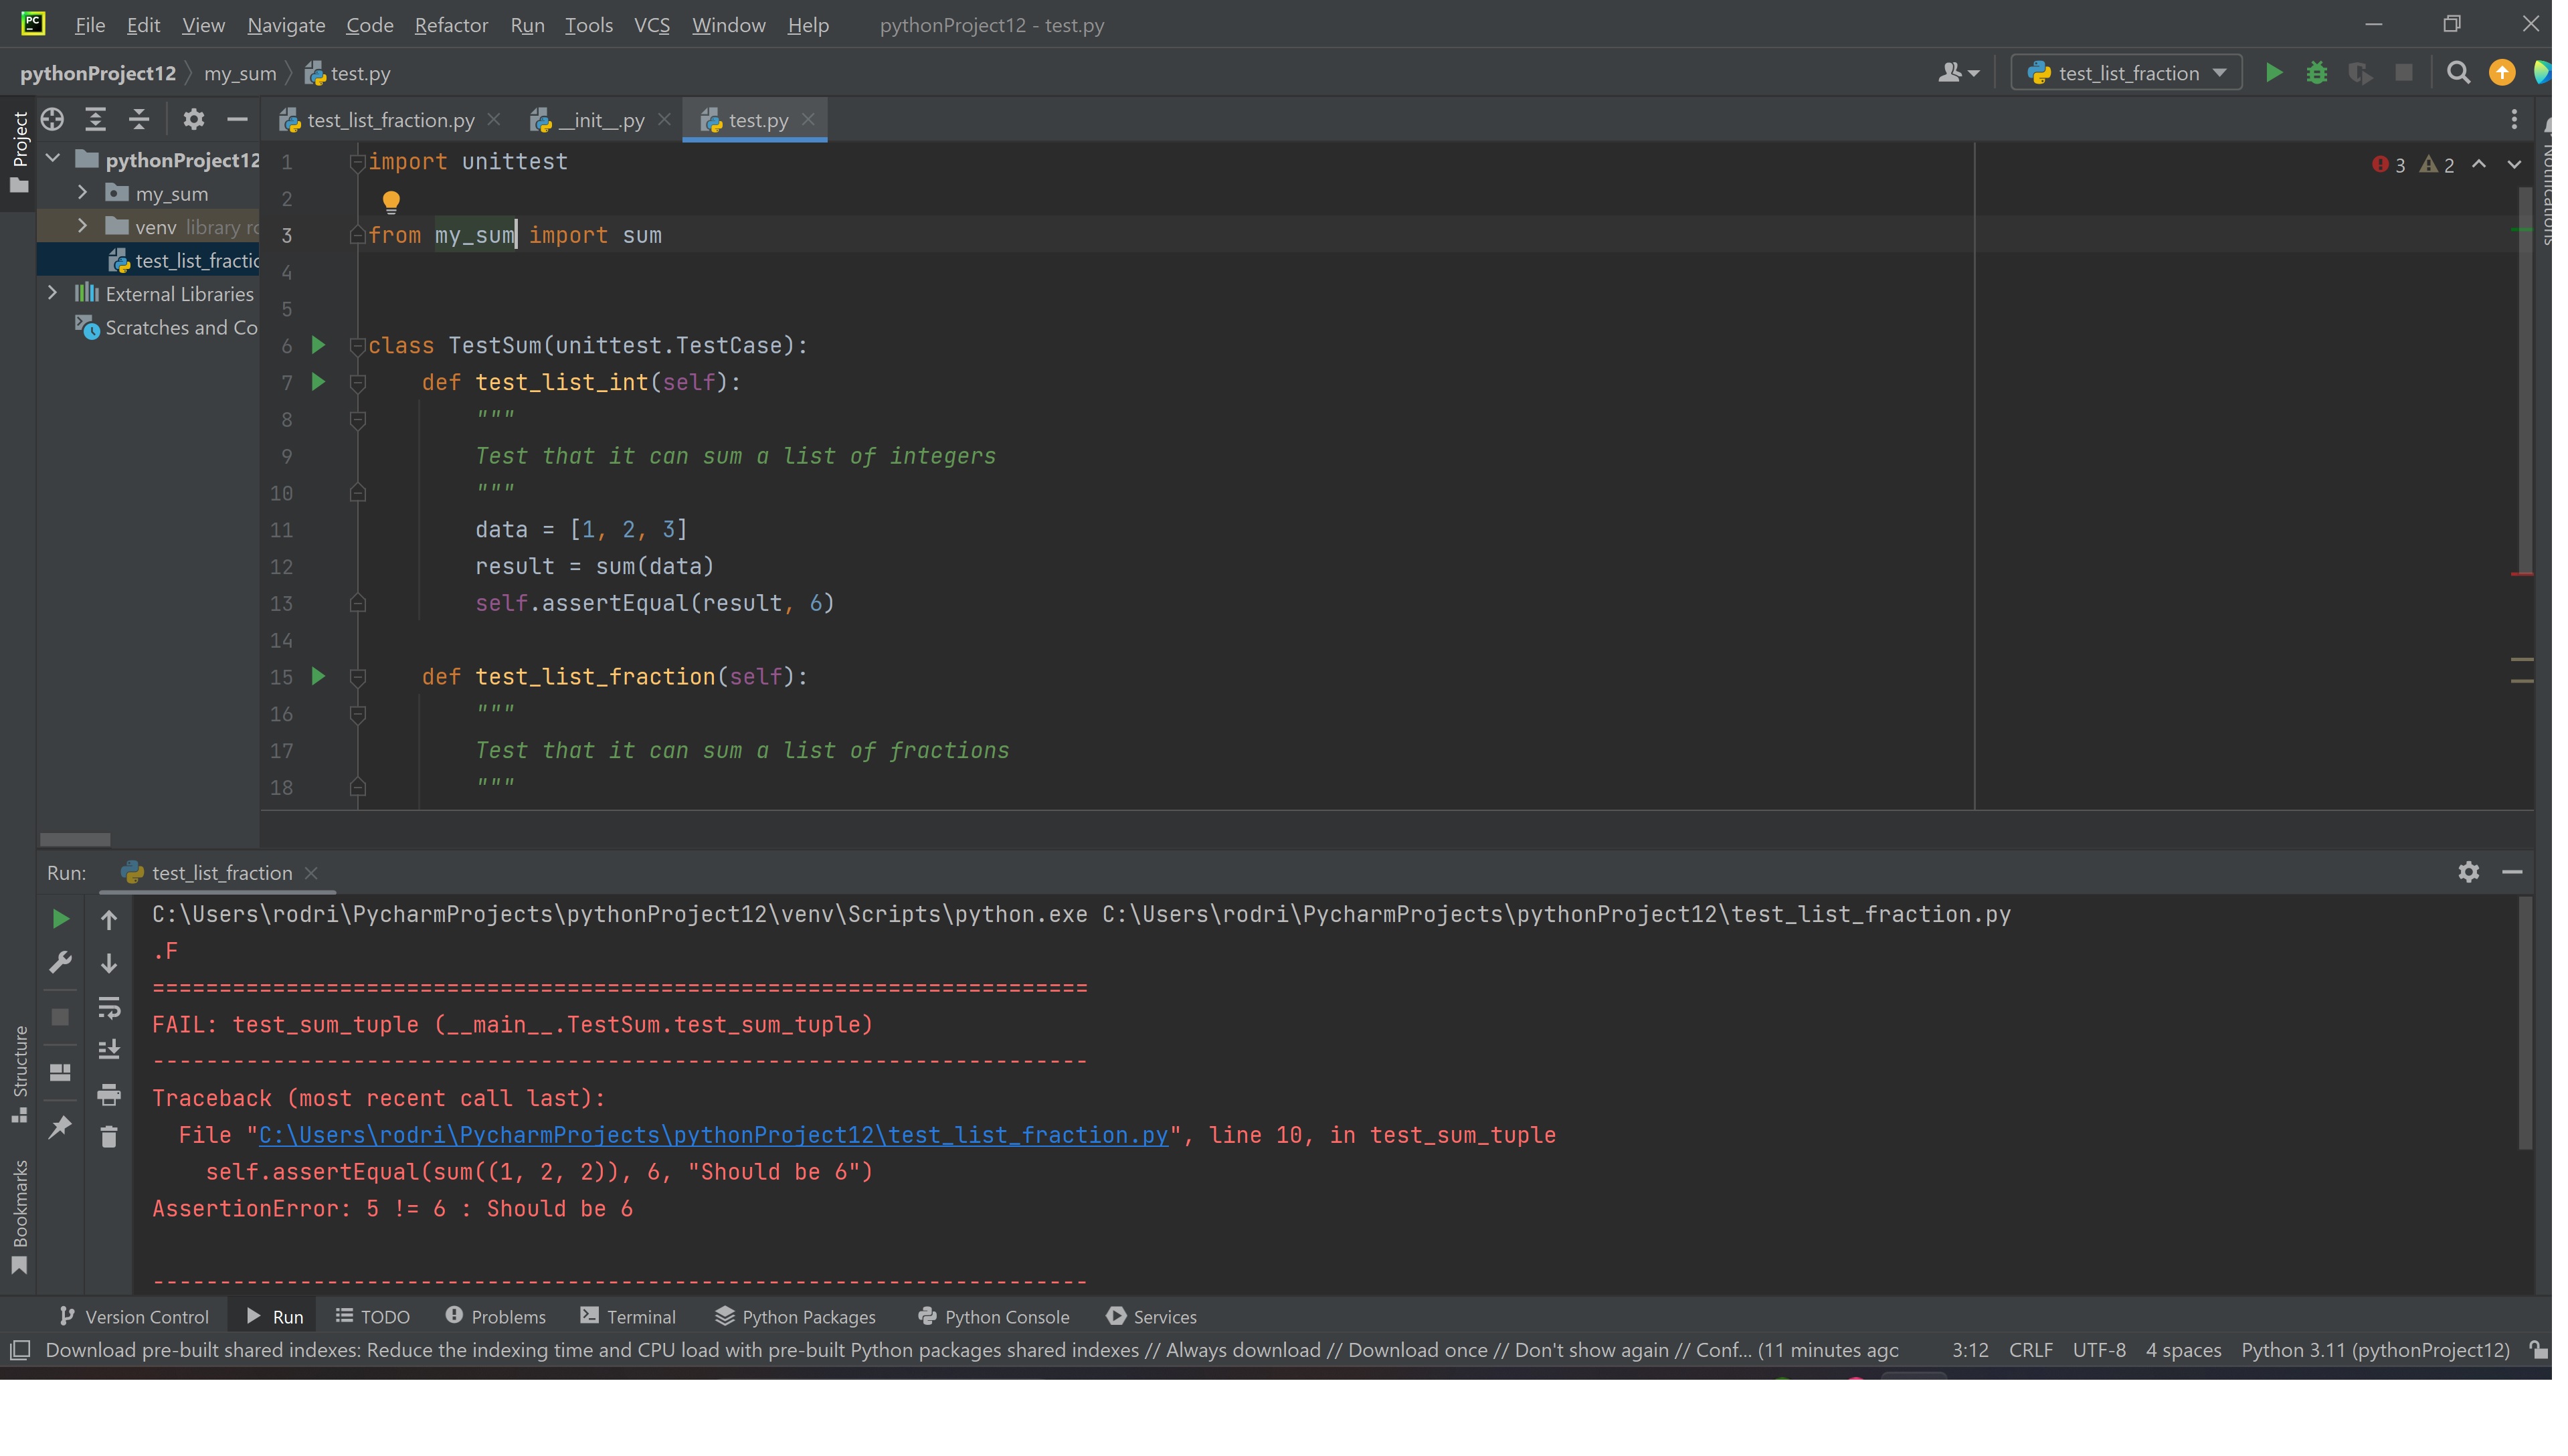 PC File Edit View Navigate Code Refactor Run Tools VCS Window Help pythonProject12 - test.py
pythonProject12 my_sum test.py test_list_fraction
Project
test_list_fraction.py __init__.py test.py
pythonProject12
my_sum
venv library ro
test_list_fractio
External Libraries
Scratches and Co
3 2
Notifications
1 import unittest
2
3 from my_sum import sum
4
5
6 class TestSum(unittest.TestCase):
7 def test_list_int(self):
8 """
9 Test that it can sum a list of integers
10 """
11 data = [1, 2, 3]
12 result = sum(data)
13 self.assertEqual(result, 6)
14
15 def test_list_fraction(self):
16 """
17 Test that it can sum a list of fractions
18 """
Run: test_list_fraction
C:\Users\rodri\PycharmProjects\pythonProject12\venv\Scripts\python.exe C:\Users\rodri\PycharmProjects\pythonProject12\test_list_fraction.py
.F
======================================================================
FAIL: test_sum_tuple (__main__.TestSum.test_sum_tuple)
----------------------------------------------------------------------
Traceback (most recent call last):
File "C:\Users\rodri\PycharmProjects\pythonProject12\test_list_fraction.py", line 10, in test_sum_tuple
self.assertEqual(sum((1, 2, 2)), 6, "Should be 6")
AssertionError: 5 != 6 : Should be 6
----------------------------------------------------------------------
Structure
Bookmarks
Version Control Run TODO Problems Terminal Python Packages Python Console Services
Download pre-built shared indexes: Reduce the indexing time and CPU load with pre-built Python packages shared indexes // Always download // Download once // Don't show again // Conf... (11 minutes ago 3:12 CRLF UTF-8 4 spaces Python 3.11 (pythonProject12)